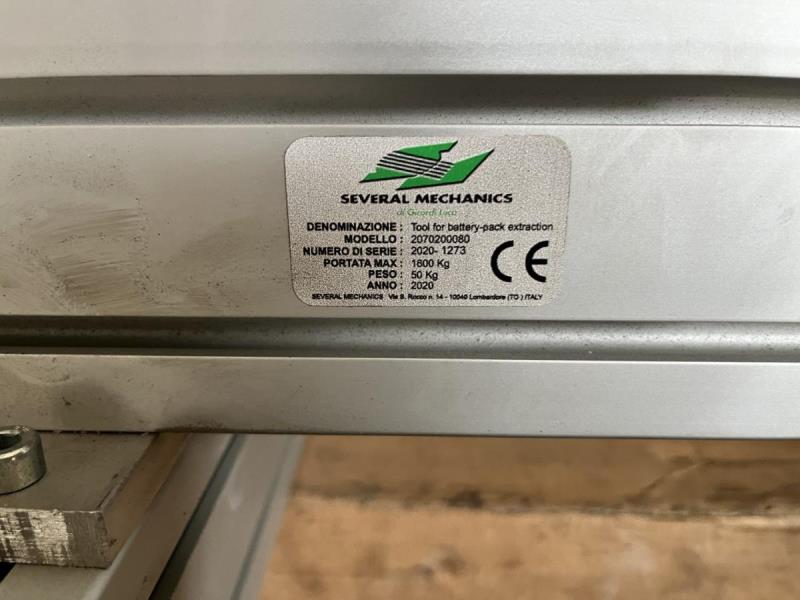 SEVERAL MECHANICS
di Girardi Luca
DENOMINAZIONE : Tool for battery-pack extraction
MODELLO : 2070200080
NUMERO DI SERIE : 2020- 1273
PORTATA MAX : 1600 Kg
PESO : 50 Kg
ANNO : 2020
CE
SEVERAL MECHANICS Via S. Rocco n. 14 - 10040 Lombardore (TO) ITALY